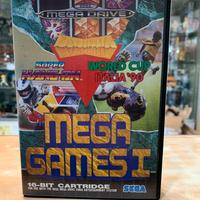 MEGA DRIVE
COLUMNS
SUPER
HANG-ON
WORLD CUP
ITALIA '90
MEGA
GAMES I
16-BIT CARTRIDGE
SEGA